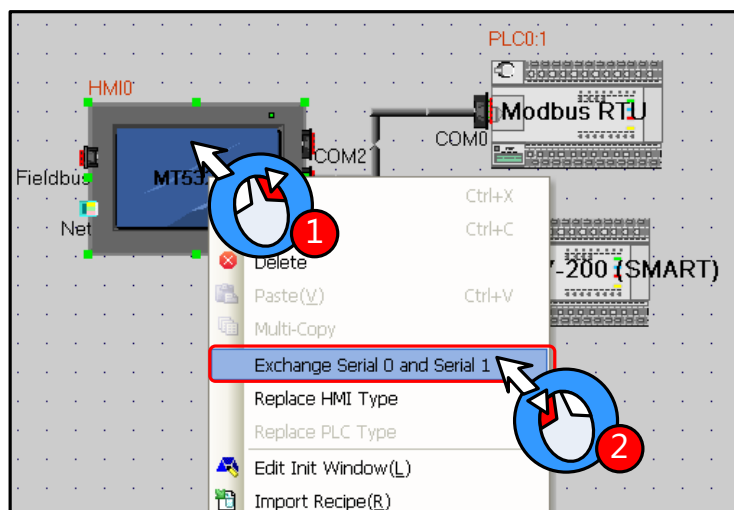 PLC0:1
HMI0
Modbus RTU
COM0
COM2
Fieldbus
MT53
Net
1
Ctrl+X
Ctrl+C
Delete
-200 (SMART)
Paste(V)
Ctrl+V
Multi-Copy
Exchange Serial 0 and Serial 1
Replace HMI Type
Replace PLC Type
2
Edit Init Window(L)
Import Recipe(R)